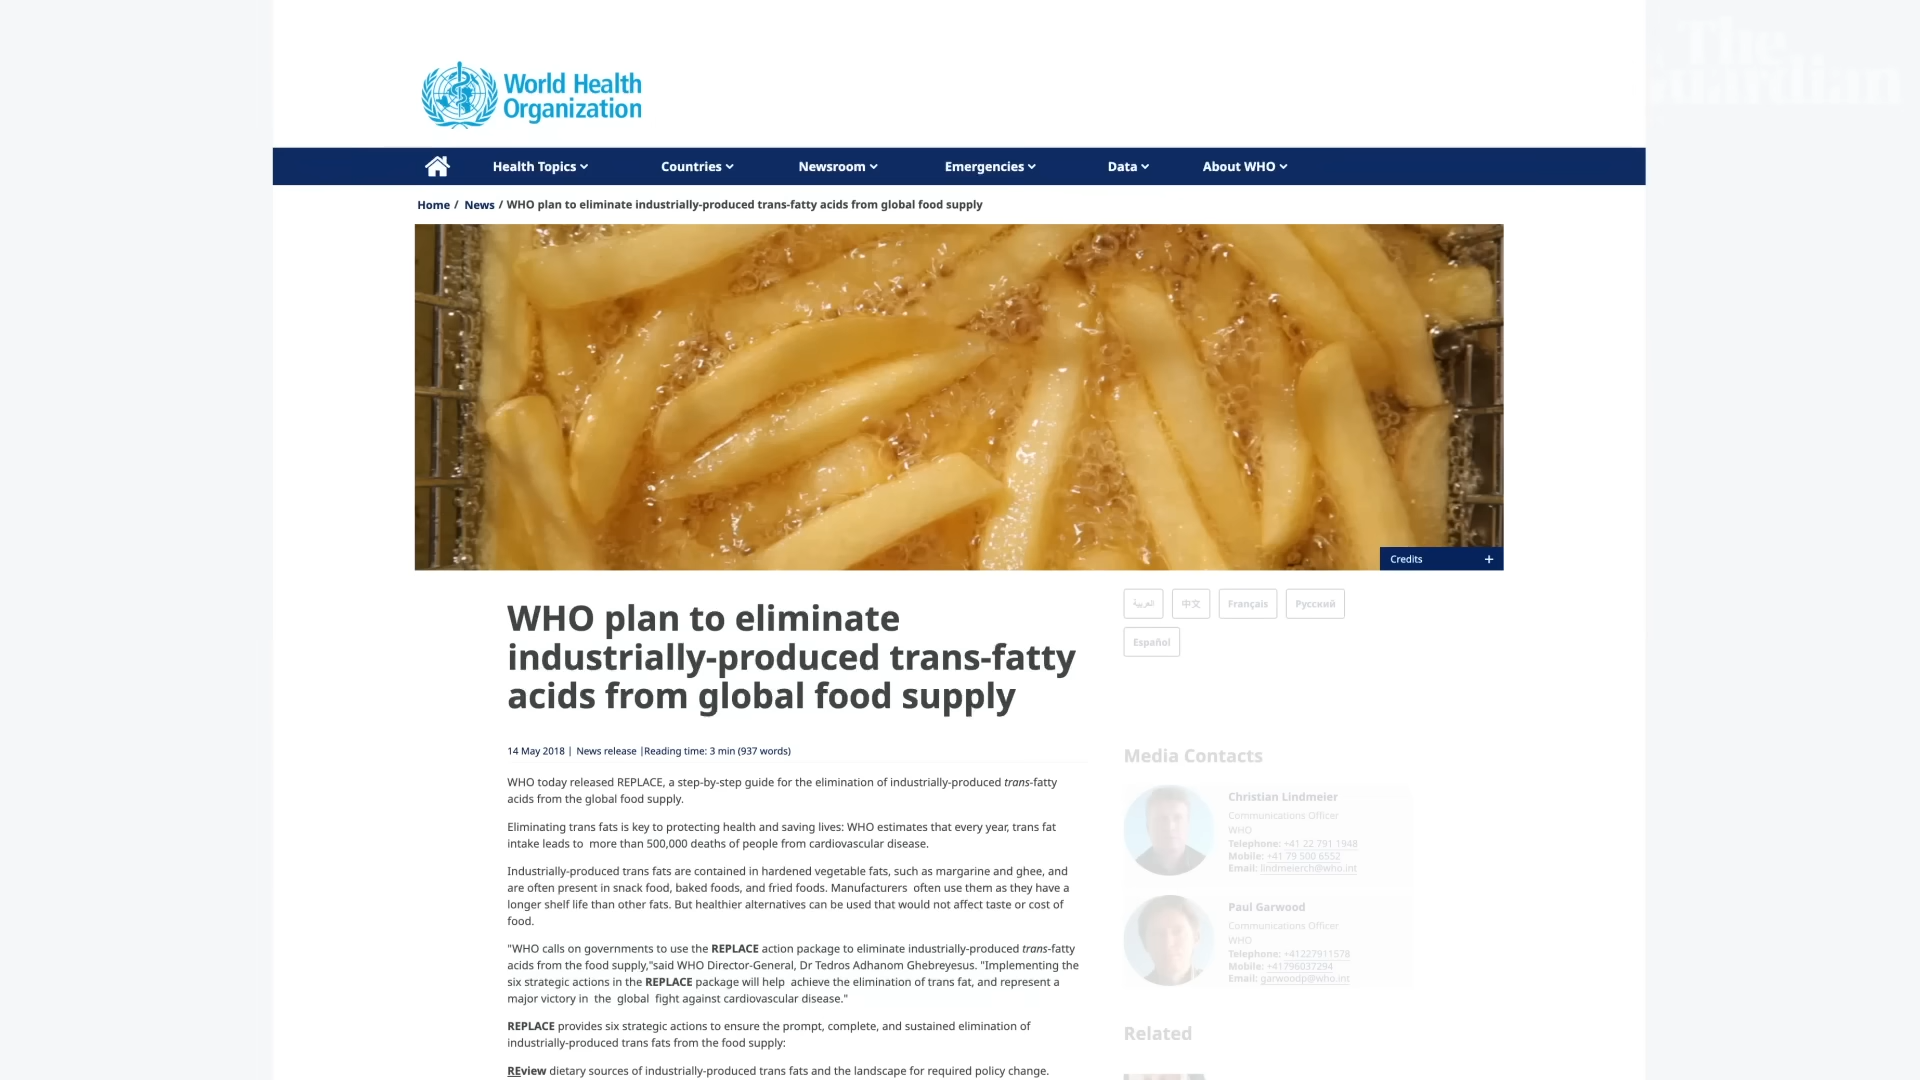 The
Guardian
World Health
Organization
Health Topics
Countries
Newsroom
Emergencies
Data
About WHO
Home / News / WHO plan to eliminate industrially-produced trans-fatty acids from global food supply
Credits +
WHO plan to eliminate
industrially-produced trans-fatty
acids from global food supply
14 May 2018 | News release |Reading time: 3 min (937 words)
WHO today released REPLACE, a step-by-step guide for the elimination of industrially-produced trans-fatty
acids from the global food supply.
Eliminating trans fats is key to protecting health and saving lives: WHO estimates that every year, trans fat
intake leads to more than 500,000 deaths of people from cardiovascular disease.
Industrially-produced trans fats are contained in hardened vegetable fats, such as margarine and ghee, and
are often present in snack food, baked foods, and fried foods. Manufacturers often use them as they have a
longer shelf life than other fats. But healthier alternatives can be used that would not affect taste or cost of
food.
"WHO calls on governments to use the REPLACE action package to eliminate industrially-produced trans-fatty
acids from the food supply,"said WHO Director-General, Dr Tedros Adhanom Ghebreyesus. "Implementing the
six strategic actions in the REPLACE package will help achieve the elimination of trans fat, and represent a
major victory in the global fight against cardiovascular disease."
REPLACE provides six strategic actions to ensure the prompt, complete, and sustained elimination of
industrially-produced trans fats from the food supply:
REview dietary sources of industrially-produced trans fats and the landscape for required policy change.
العربية
中文
Français
Русский
Español
Media Contacts
Christian Lindmeier
Communications Officer
WHO
Telephone: +41 22 791 1948
Mobile: +41 79 500 6552
Email: lindmeierch@who.int
Paul Garwood
Communications Officer
WHO
Telephone: +41227911578
Mobile: +41796037294
Email: garwoodp@who.int
Related